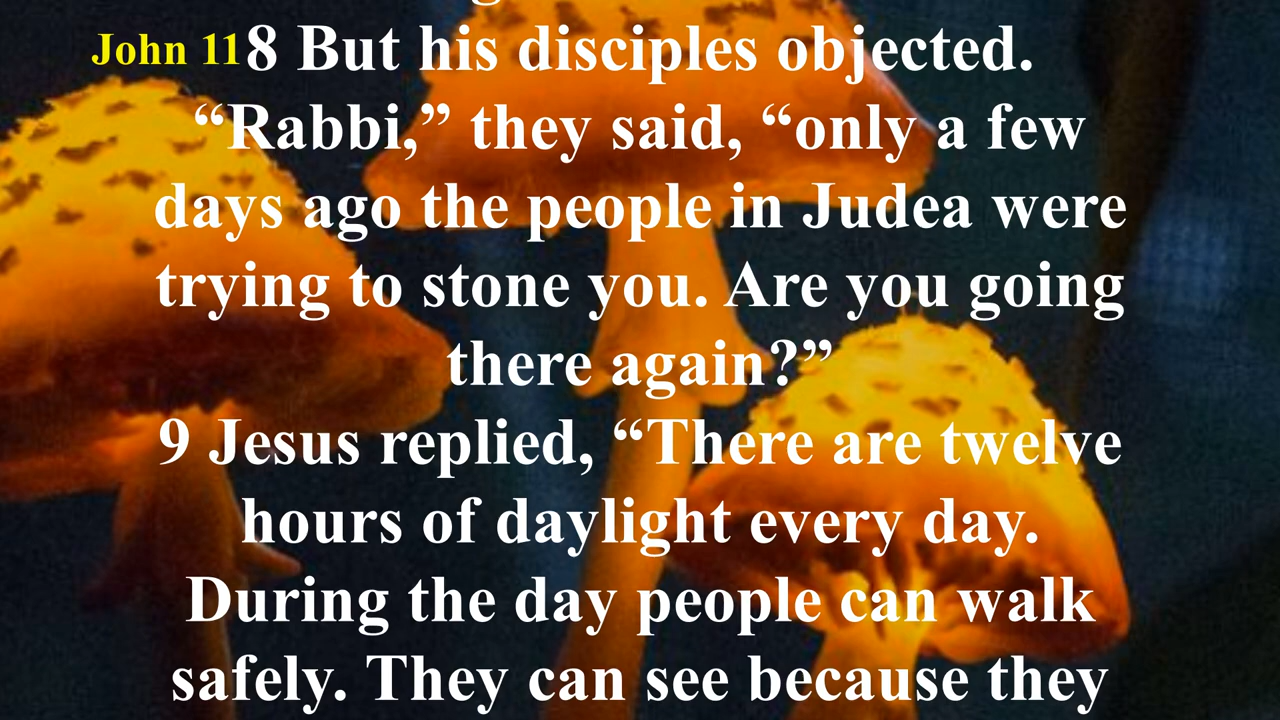 John 11 8 But his disciples objected.
“Rabbi,” they said, “only a few
days ago the people in Judea were
trying to stone you. Are you going
there again?”
9 Jesus replied, “There are twelve
hours of daylight every day.
During the day people can walk
safely. They can see because they